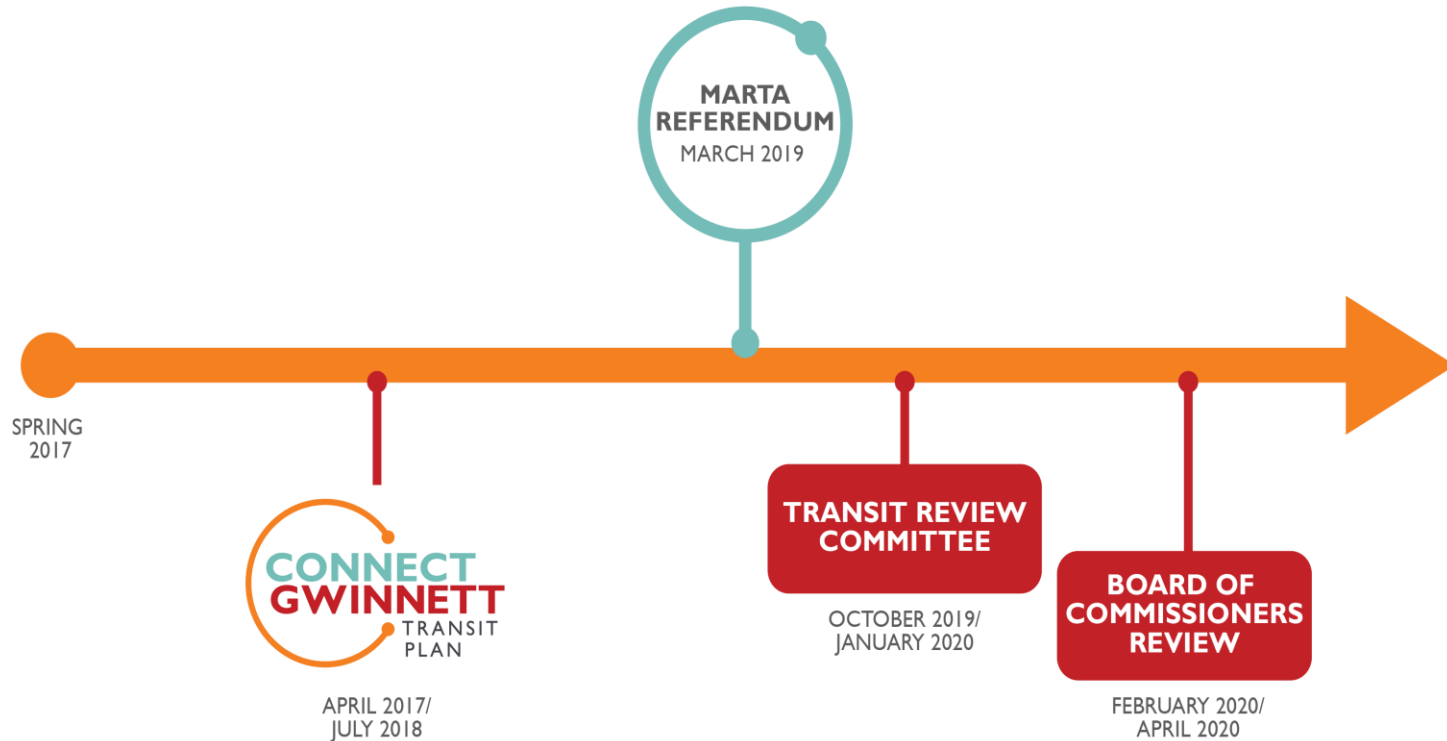 MARTA
REFERENDUM
MARCH 2019
SPRING
2017
CONNECT
GWINNETT
TRANSIT
PLAN
APRIL 2017/
JULY 2018
TRANSIT REVIEW
COMMITTEE
OCTOBER 2019/
JANUARY 2020
BOARD OF
COMMISSIONERS
REVIEW
FEBRUARY 2020/
APRIL 2020